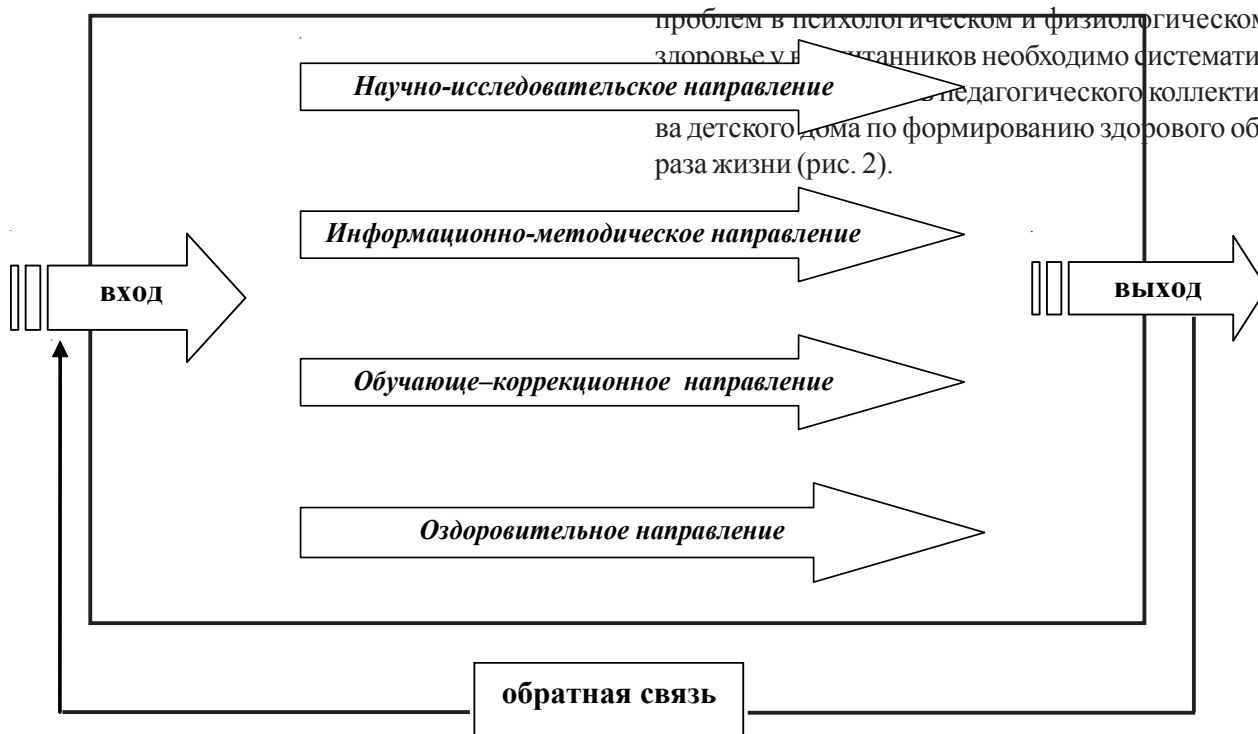 проблем в психологическом и физиологическом
здоровье у танников необходимо системати
Научно-исследовательское направление
педагогического коллекти
ва детского дома по формированию здорового об
раза жизни (рис. 2).
Информационно-методическое направление
вход
выход
Обучающе–коррекционное направление
Оздоровительное направление
обратная связь